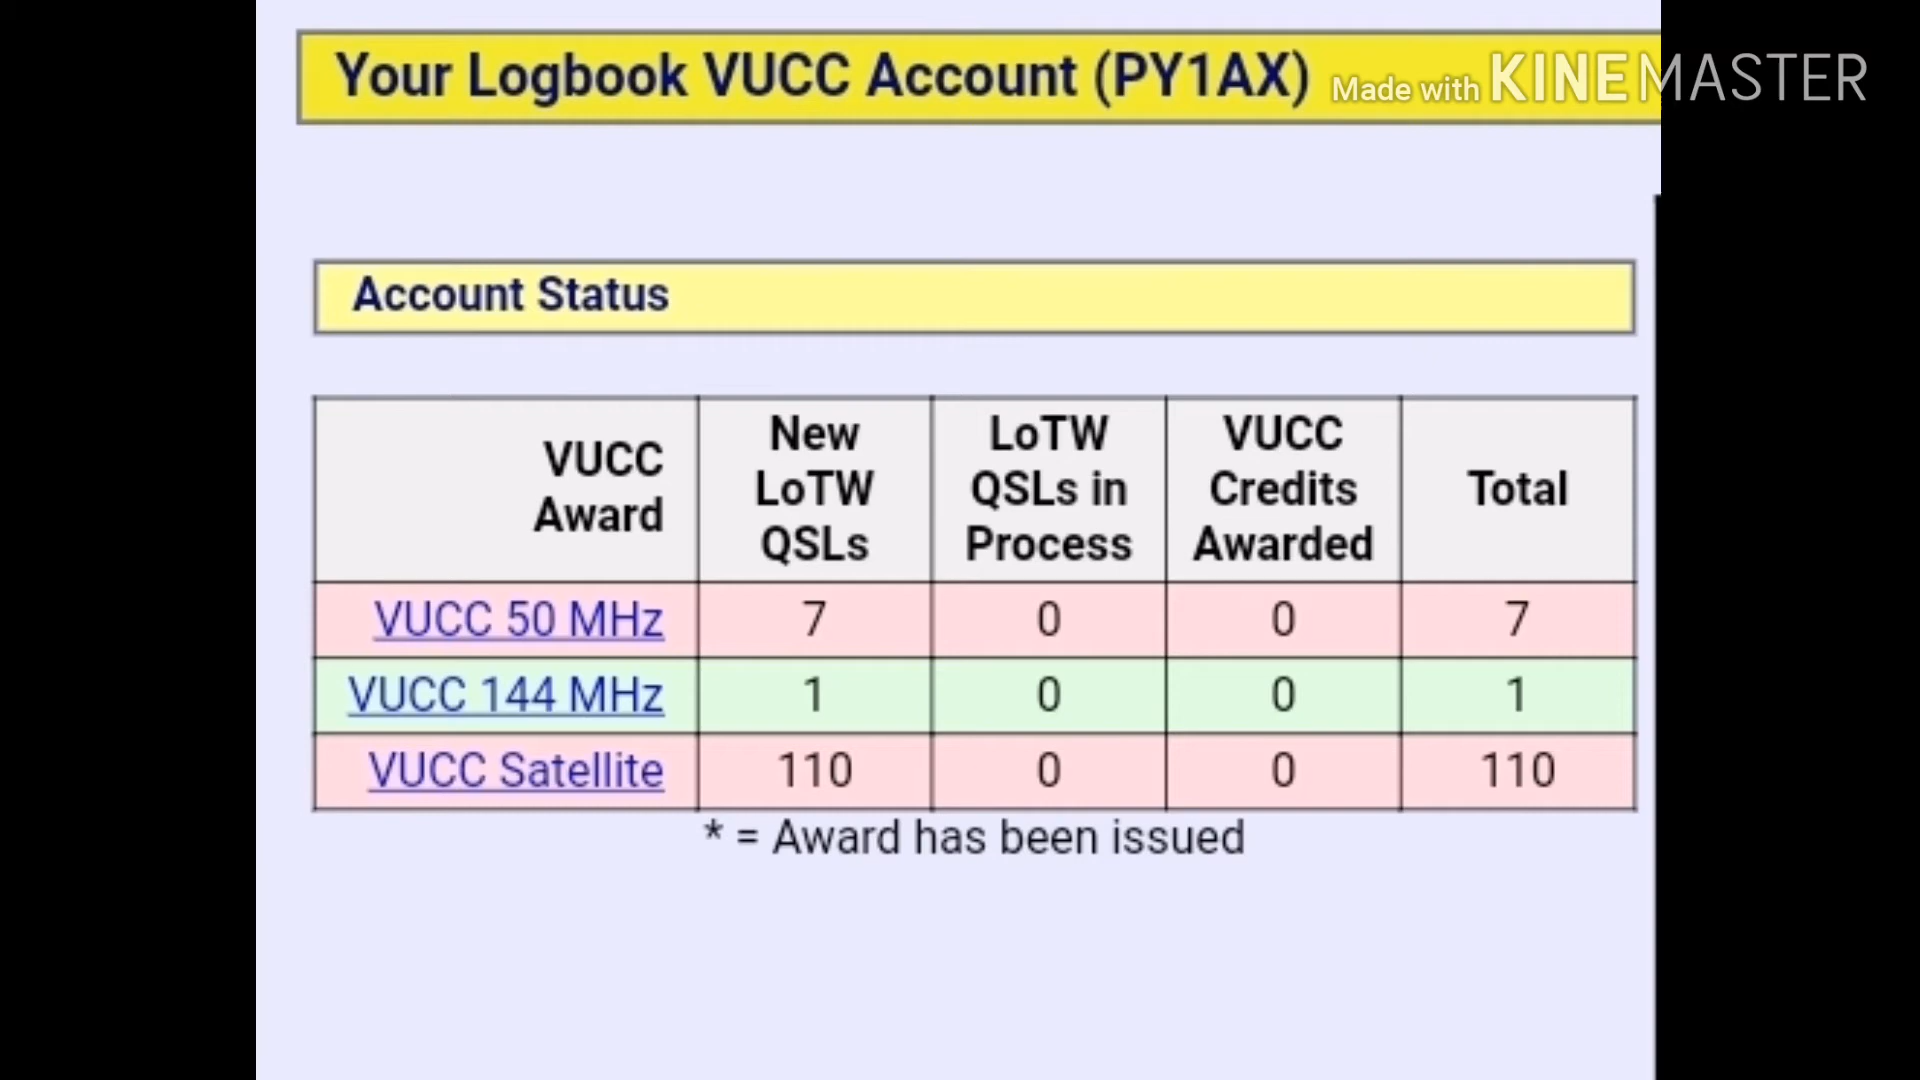 Your Logbook VUCC Account (PY1AX)
Made with KINEMASTER
Account Status
VUCC Award
New LoTW QSLs
LoTW QSLs in Process
VUCC Credits Awarded
Total
VUCC 50 MHz 7 0 0 7
VUCC 144 MHz 1 0 0 1
VUCC Satellite 110 0 0 110
* = Award has been issued